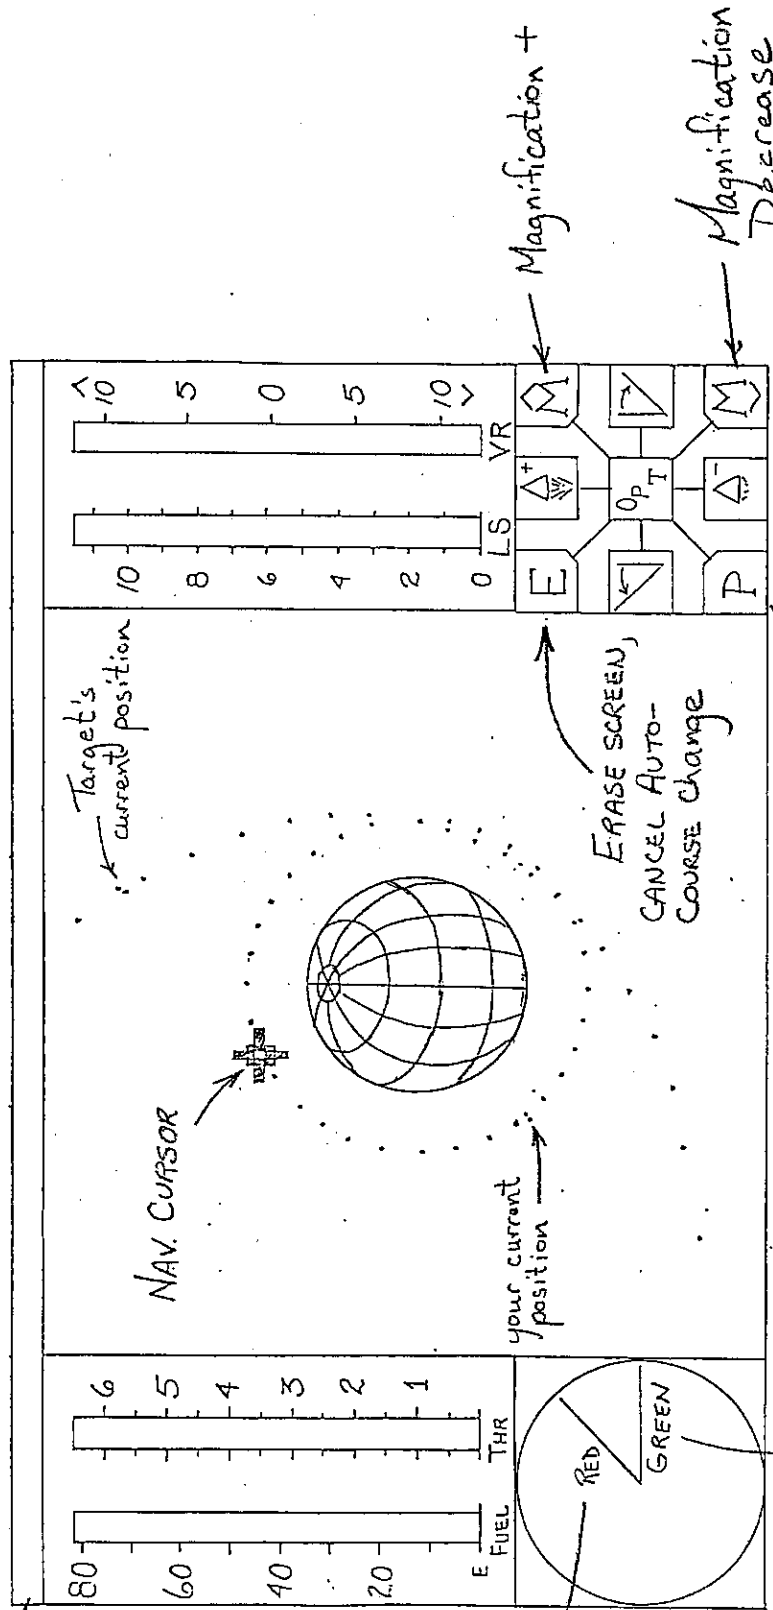 80
60
40
20
E
FUEL
6
5
4
3
2
1
THR
RED
GREEN
NAV. CURSOR
your current
position
Target's
current position
10
8
6
4
2
0
LS
^
10
5
0
5
10
v
VR
E
Δ+
M
OPT
P
Δ-
M
ERASE SCREEN,
CANCEL AUTO-
COURSE Change
Magnification +
Magnification
Decrease